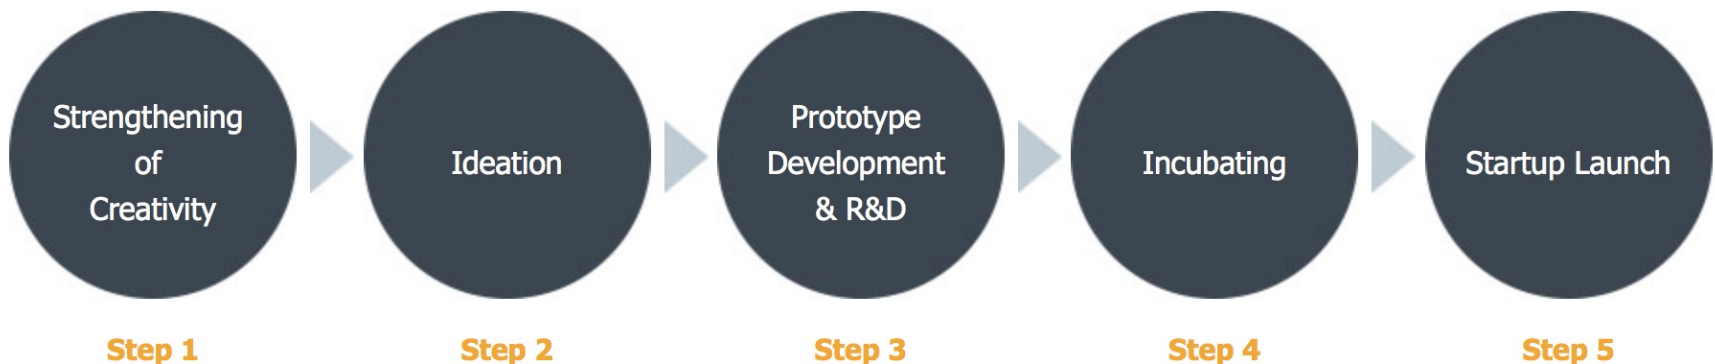 Strengthening
of
Creativity
Ideation
Prototype
Development
& R&D
Incubating
Startup Launch
Step 1
Step 2
Step 3
Step 4
Step 5